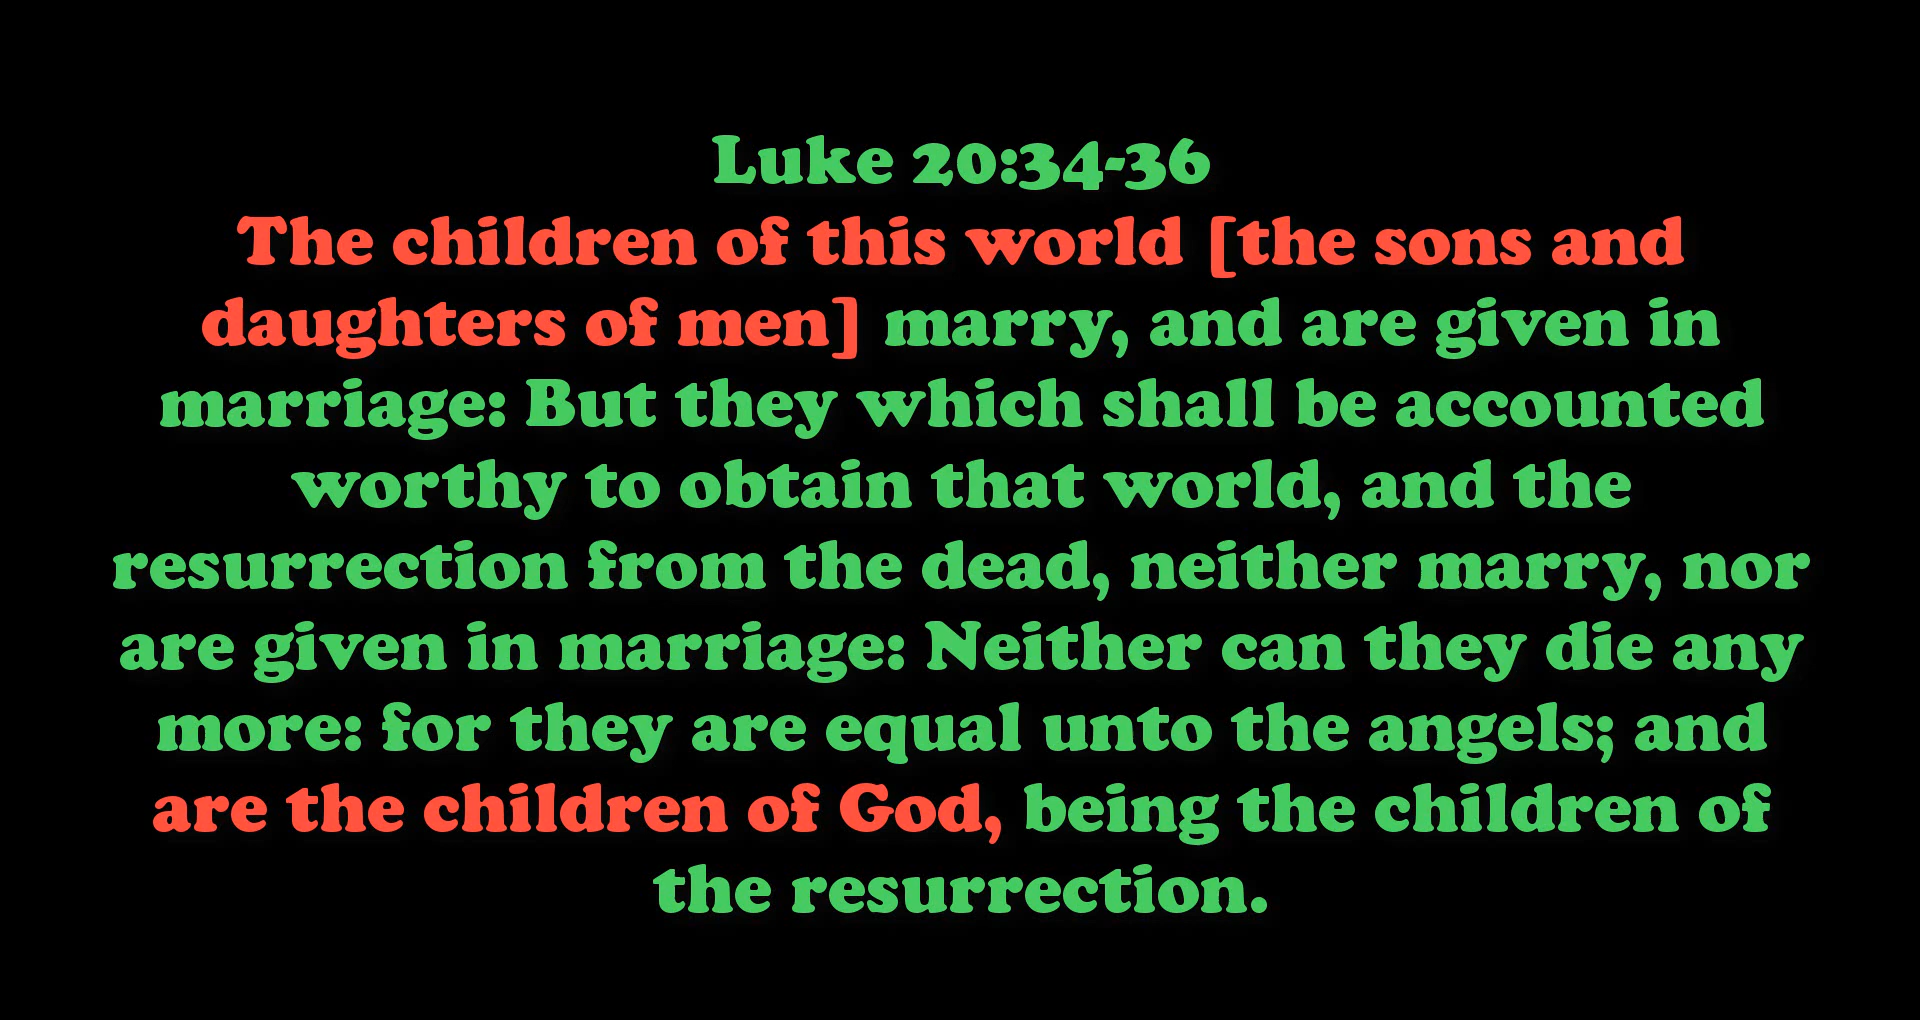 Luke 20:34-36
The children of this world [the sons and
daughters of men] marry, and are given in
marriage: But they which shall be accounted
worthy to obtain that world, and the
resurrection from the dead, neither marry, nor
are given in marriage: Neither can they die any
more: for they are equal unto the angels; and
are the children of God, being the children of
the resurrection.